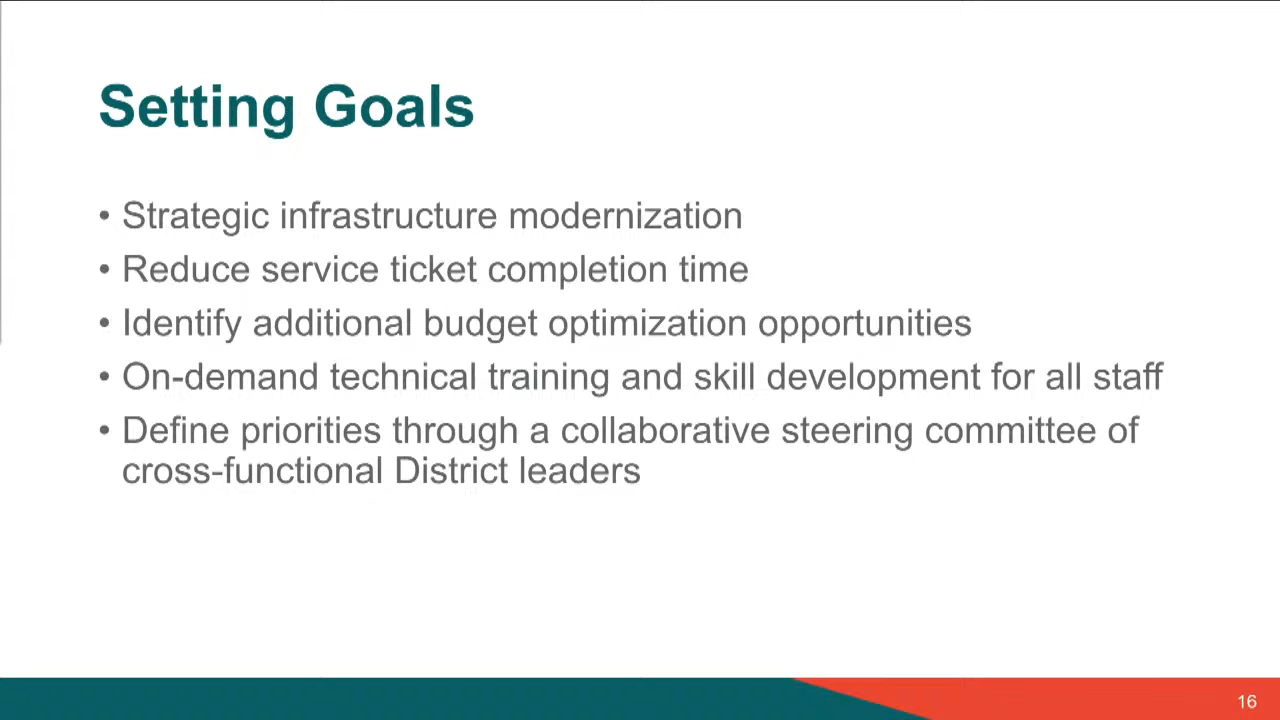 Setting Goals
• Strategic infrastructure modernization
• Reduce service ticket completion time
• Identify additional budget optimization opportunities
• On-demand technical training and skill development for all staff
• Define priorities through a collaborative steering committee of
cross-functional District leaders
16